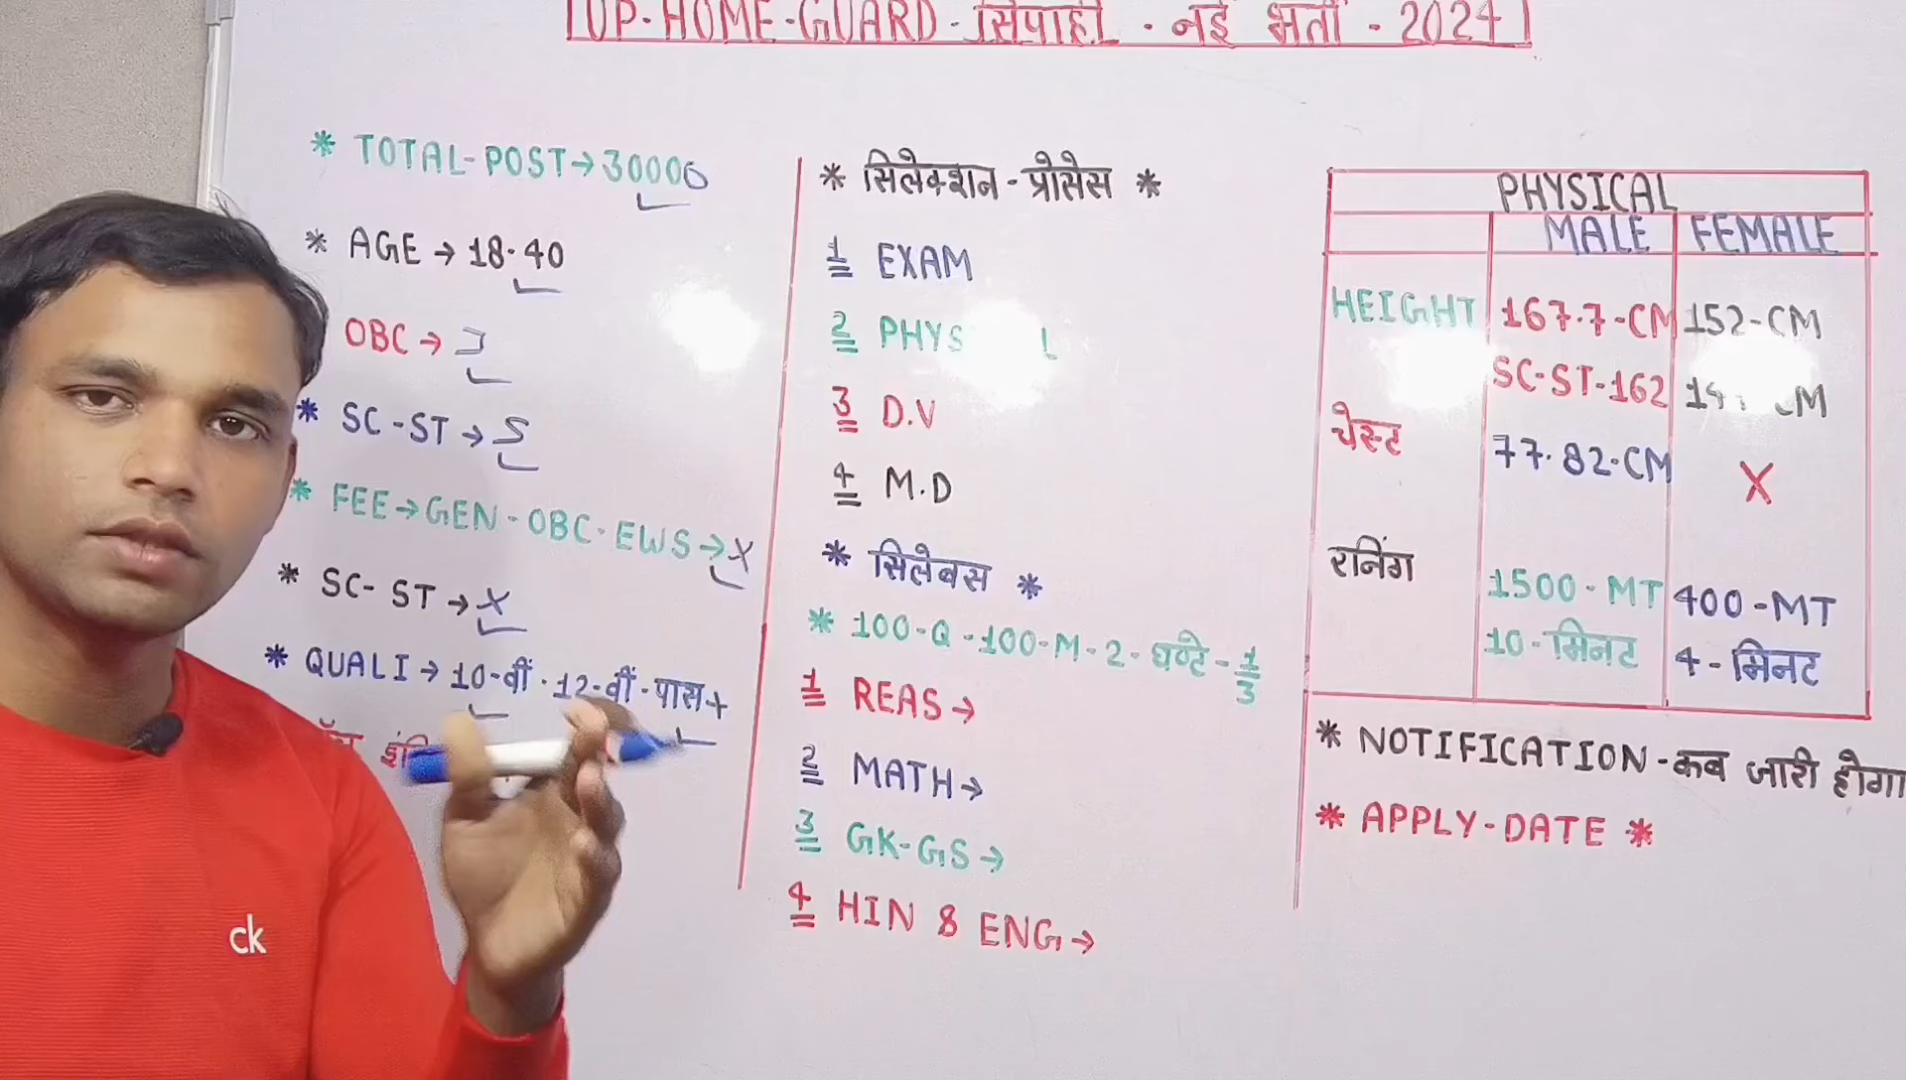 UP-HOME-GUARD-सिपाही - नई भर्ती - 2024
* TOTAL-POST→30000
* AGE→18-40
OBC→3
* SC-ST→5
* FEE→GEN-OBC-EWS→X
* SC-ST→X
* QUALI→10-वीं-12-वीं-पास+
ck
* सिलेक्शन-प्रोसेस *
1 EXAM
2
3 D.V
4 M.D
* सिलेबस *
* 100-Q-100-M-2-घण्टे-1/3
1 REAS→
2 MATH→
3 GK-GS→
4 HIN & ENG→
PHYSICAL
MALE FEMALE
HEIGHT 167.7-CM 152-CM
SC-ST-162
चेस्ट 77.82-CM X
रनिंग 1500-MT 400-MT
10-मिनट 4-मिनट
* NOTIFICATION-कब जारी होगा
* APPLY-DATE *